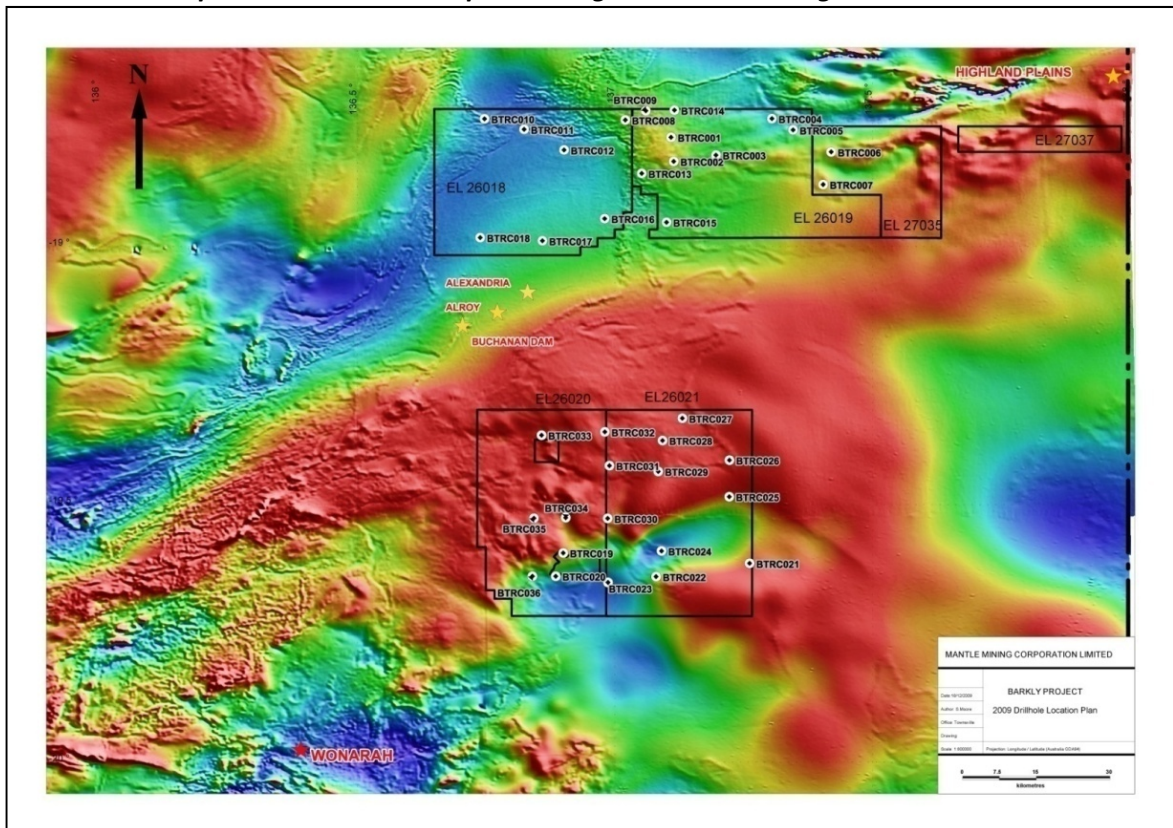 N
136 °
136.5 °
HIGHLAND PLAINS
BTRC009
BTRC014
BTRC010
BTRC008
BTRC004
BTRC011
BTRC005
BTRC001
EL 27037
BTRC012
BTRC003
BTRC006
BTRC002
BTRC013
BTRC007
EL 26018
BTRC016
BTRC015
EL 26019
EL 27035
BTRC018
BTRC017
-19 °
ALEXANDRIA
ALROY
BUCHANAN DAM
EL26020
EL26021
BTRC027
BTRC033
BTRC032
BTRC028
BTRC031
BTRC026
BTRC029
BTRC025
BTRC034
BTRC035
BTRC030
BTRC019
BTRC024
BTRC021
BTRC020
BTRC022
BTRC023
BTRC036
WONARAH
MANTLE MINING CORPORATION LIMITED
BARKLY PROJECT
2009 Drillhole Location Plan
Drawing
0 7.5 15 30
kilometres